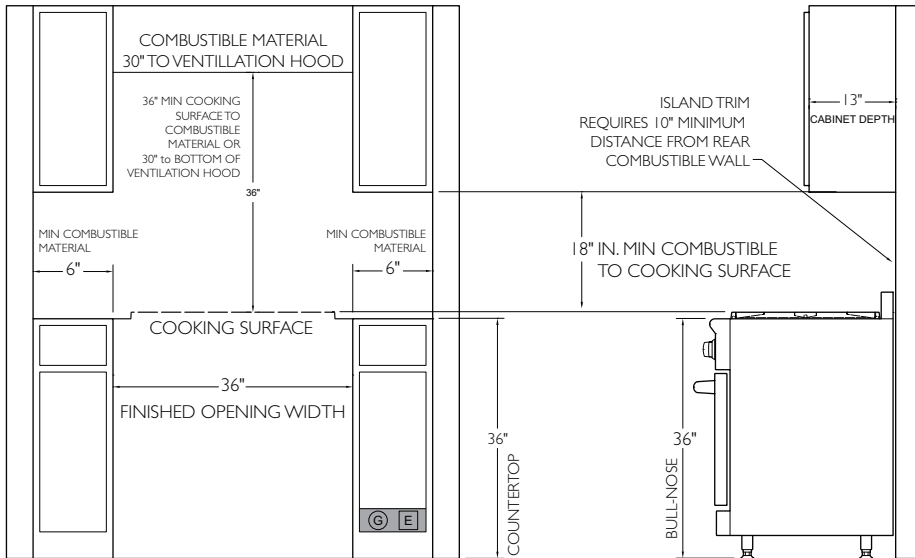 COMBUSTIBLE MATERIAL
30" TO VENTILLATION HOOD
36" MIN COOKING
SURFACE TO
COMBUSTIBLE
MATERIAL OR
30" to BOTTOM OF
VENTILATION HOOD
36"
MIN COMBUSTIBLE
MATERIAL
6"
MIN COMBUSTIBLE
MATERIAL
6"
COOKING SURFACE
36"
FINISHED OPENING WIDTH
G E
36"
COUNTERTOP
ISLAND TRIM
REQUIRES 10" MINIMUM
DISTANCE FROM REAR
COMBUSTIBLE WALL
13"
CABINET DEPTH
18" IN. MIN COMBUSTIBLE
TO COOKING SURFACE
36"
BULL-NOSE